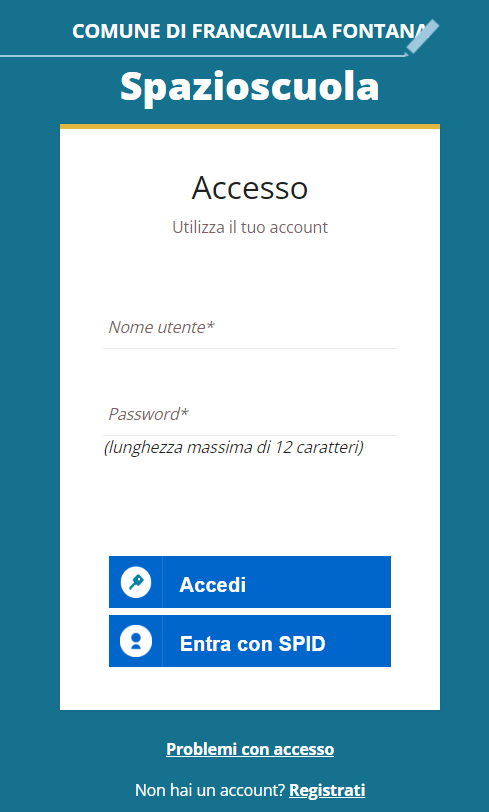 COMUNE DI FRANCAVILLA FONTANA
Spazioscuola
Accesso
Utilizza il tuo account
Nome utente*
Password*
(lunghezza massima di 12 caratteri)
Accedi
Entra con SPID
Problemi con accesso
Non hai un account? Registrati